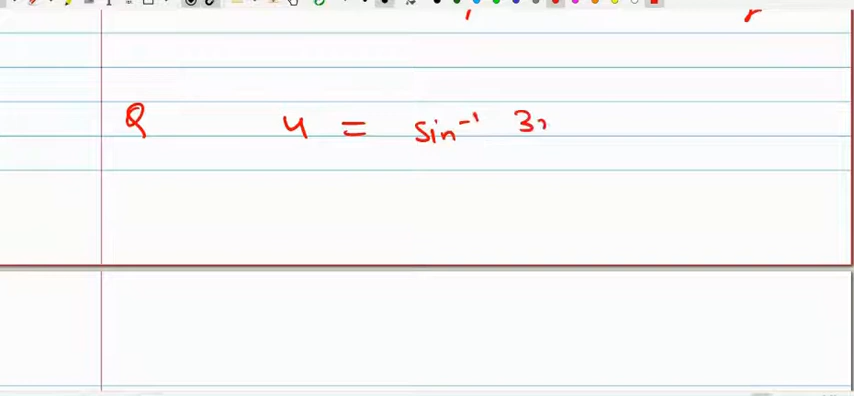 Q u = sin⁻¹ 3